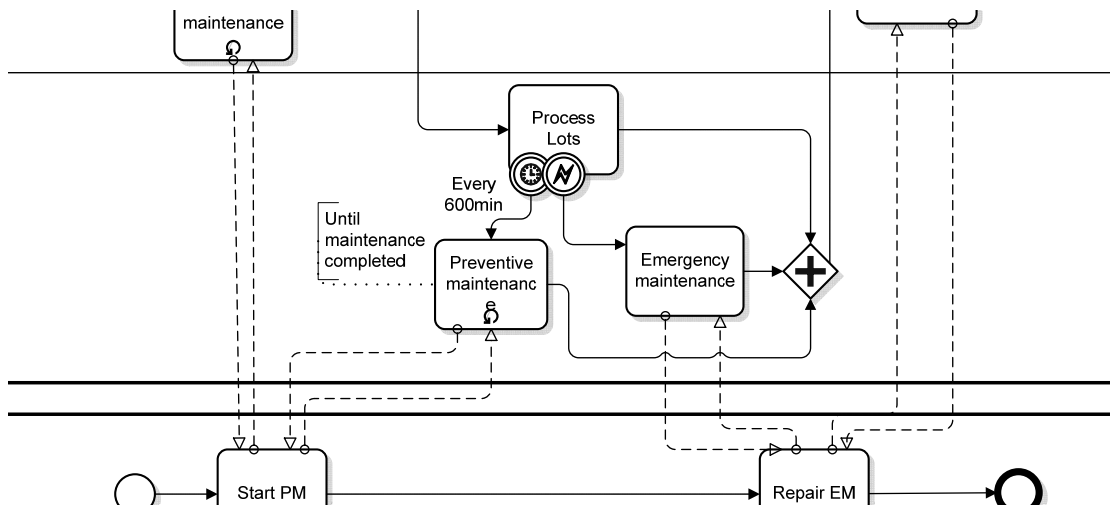 maintenance
Process
Lots
Every
600min
Until
maintenance
completed
Preventive
maintenanc
e
Emergency
maintenance
Start PM
Repair EM